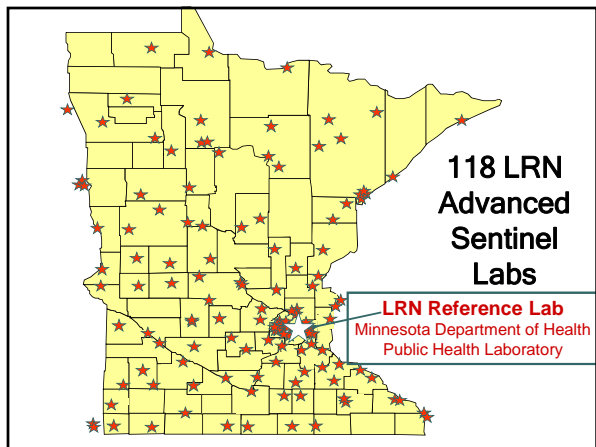 118 LRN
Advanced
Sentinel
Labs
LRN Reference Lab
Minnesota Department of Health
Public Health Laboratory